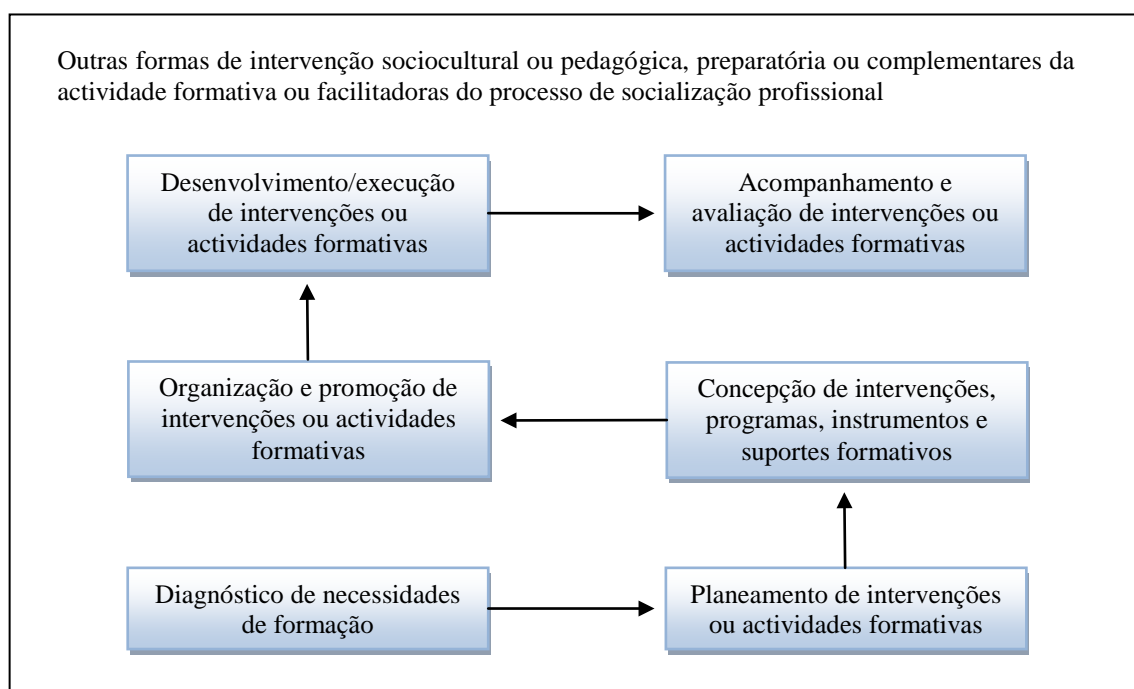 Outras formas de intervenção sociocultural ou pedagógica, preparatória ou complementares da
actividade formativa ou facilitadoras do processo de socialização profissional
Desenvolvimento/execução
de intervenções ou
actividades formativas
Acompanhamento e
avaliação de intervenções ou
actividades formativas
Organização e promoção de
intervenções ou actividades
formativas
Concepção de intervenções,
programas, instrumentos e
suportes formativos
Diagnóstico de necessidades
de formação
Planeamento de intervenções
ou actividades formativas